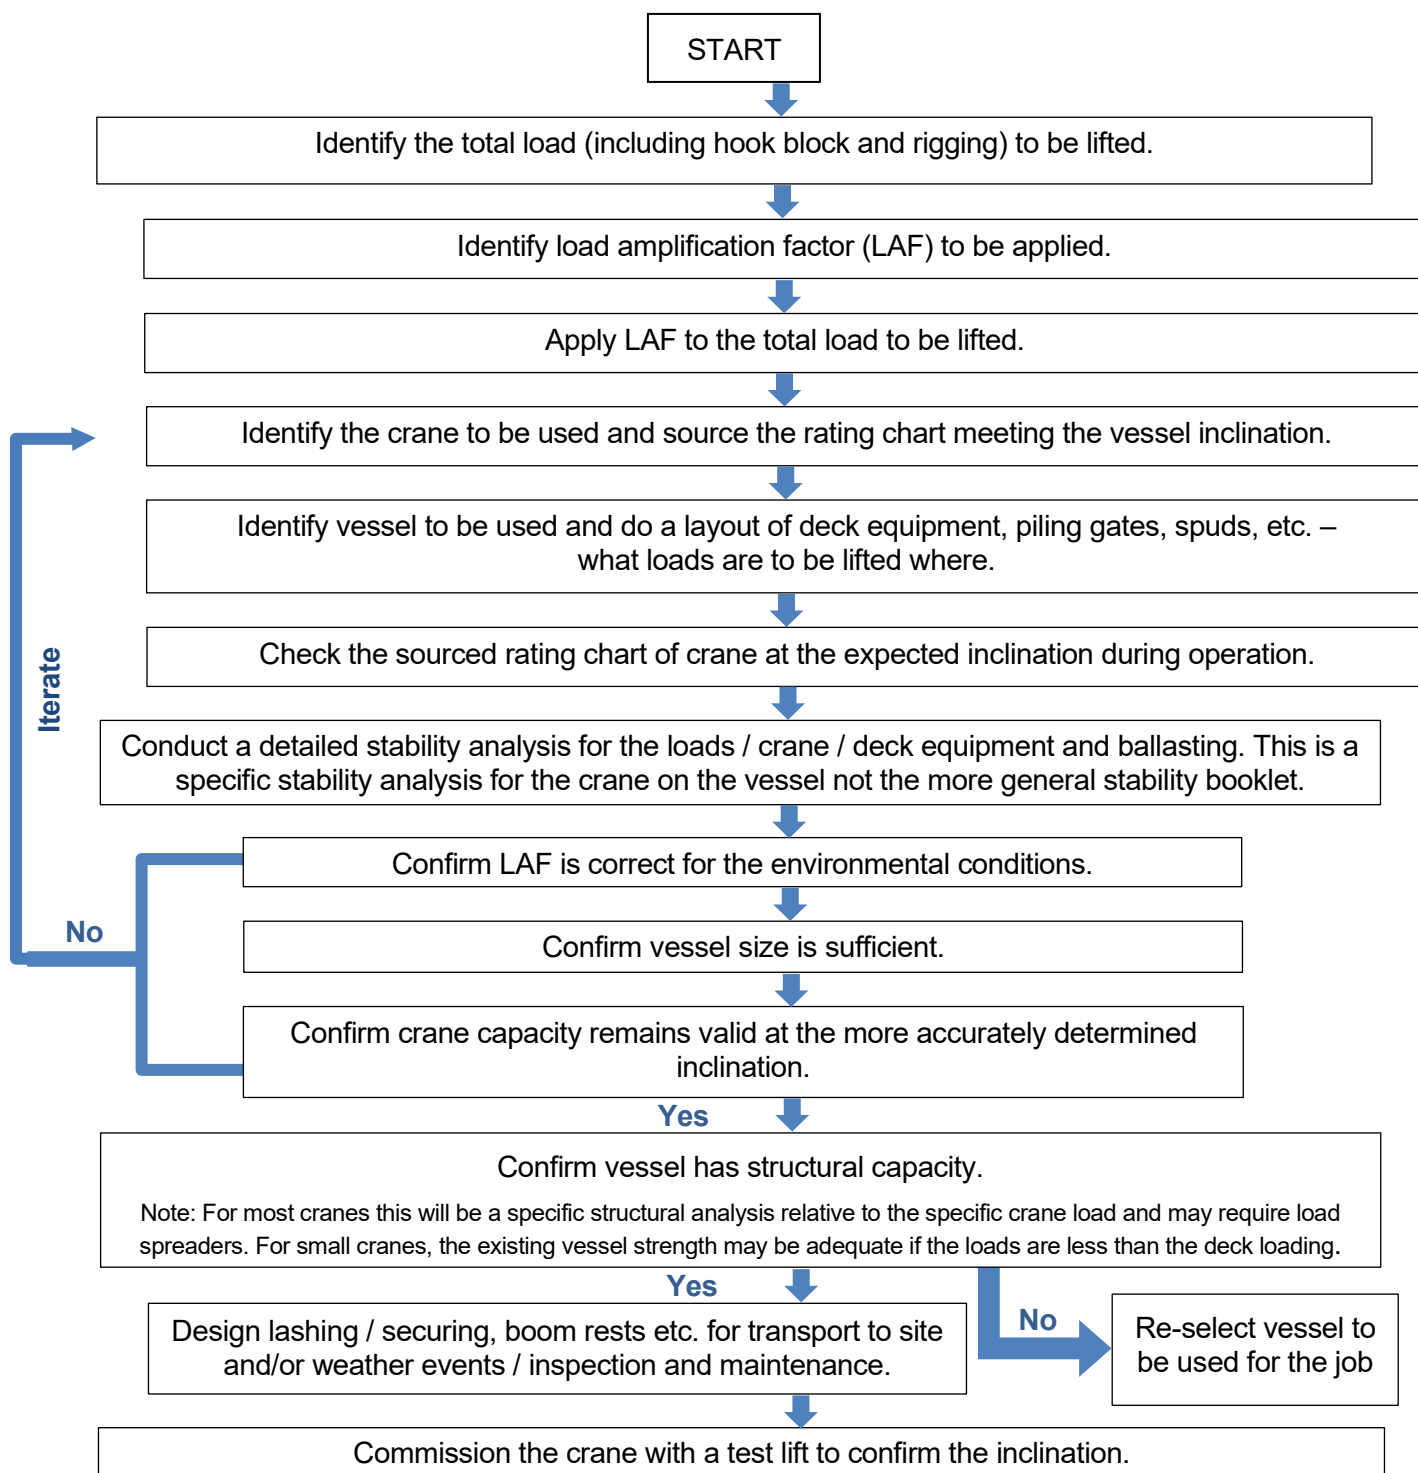 START
Identify the total load (including hook block and rigging) to be lifted.
Identify load amplification factor (LAF) to be applied.
Apply LAF to the total load to be lifted.
Identify the crane to be used and source the rating chart meeting the vessel inclination.
Identify vessel to be used and do a layout of deck equipment, piling gates, spuds, etc. –
what loads are to be lifted where.
Check the sourced rating chart of crane at the expected inclination during operation.
Iterate
Conduct a detailed stability analysis for the loads / crane / deck equipment and ballasting. This is a
specific stability analysis for the crane on the vessel not the more general stability booklet.
Confirm LAF is correct for the environmental conditions.
No
Confirm vessel size is sufficient.
Confirm crane capacity remains valid at the more accurately determined
inclination.
Yes
Confirm vessel has structural capacity.
Note: For most cranes this will be a specific structural analysis relative to the specific crane load and may require load
spreaders. For small cranes, the existing vessel strength may be adequate if the loads are less than the deck loading.
Yes
No
Design lashing / securing, boom rests etc. for transport to site
and/or weather events / inspection and maintenance.
Re-select vessel to
be used for the job
Commission the crane with a test lift to confirm the inclination.